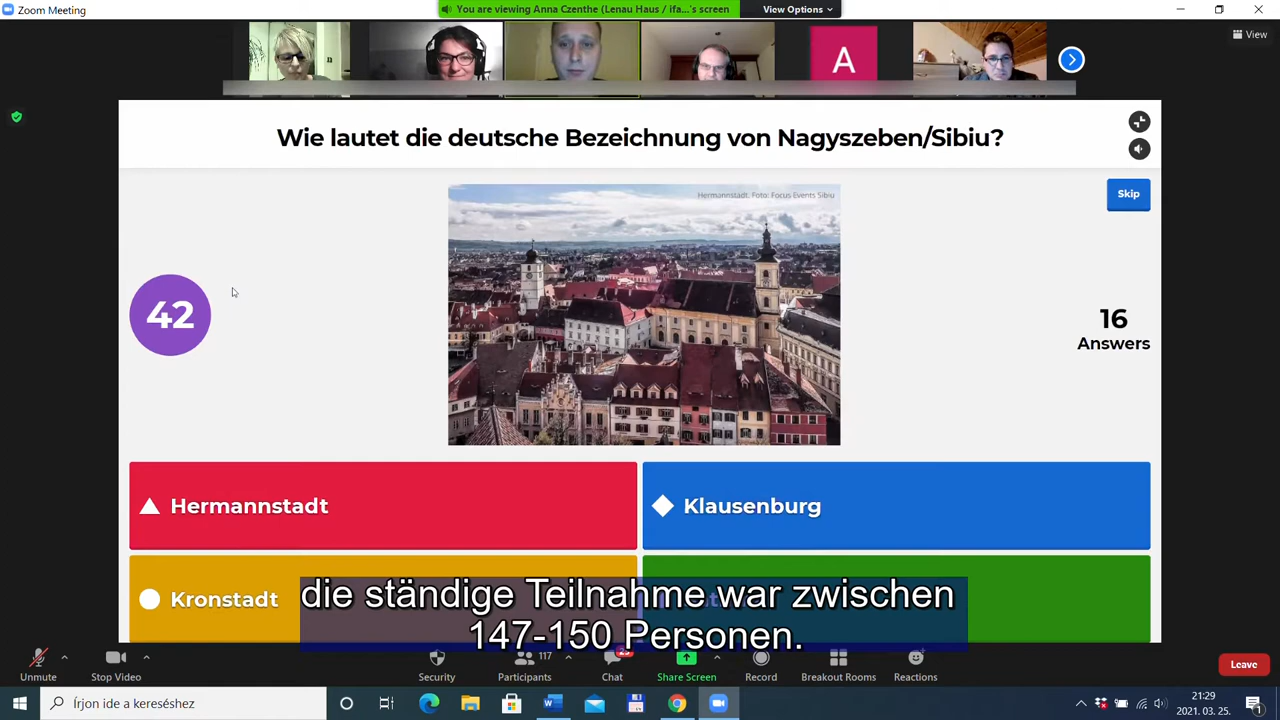 Zoom Meeting
You are viewing Anna Czenthe (Lenau Haus / ifa...'s screen
View Options
View
A
Wie lautet die deutsche Bezeichnung von Nagyszeben/Sibiu?
Hermannstadt. Foto: Focus Events Sibiu
Skip
42
16
Answers
Hermannstadt
Klausenburg
Kronstadt
die ständige Teilnahme war zwischen
147-150 Personen.
Unmute
Stop Video
Security
117
Participants
Chat
Share Screen
Record
Breakout Rooms
Reactions
Leave
Írjon ide a kereséshez
21:29
2021. 03. 25.
1